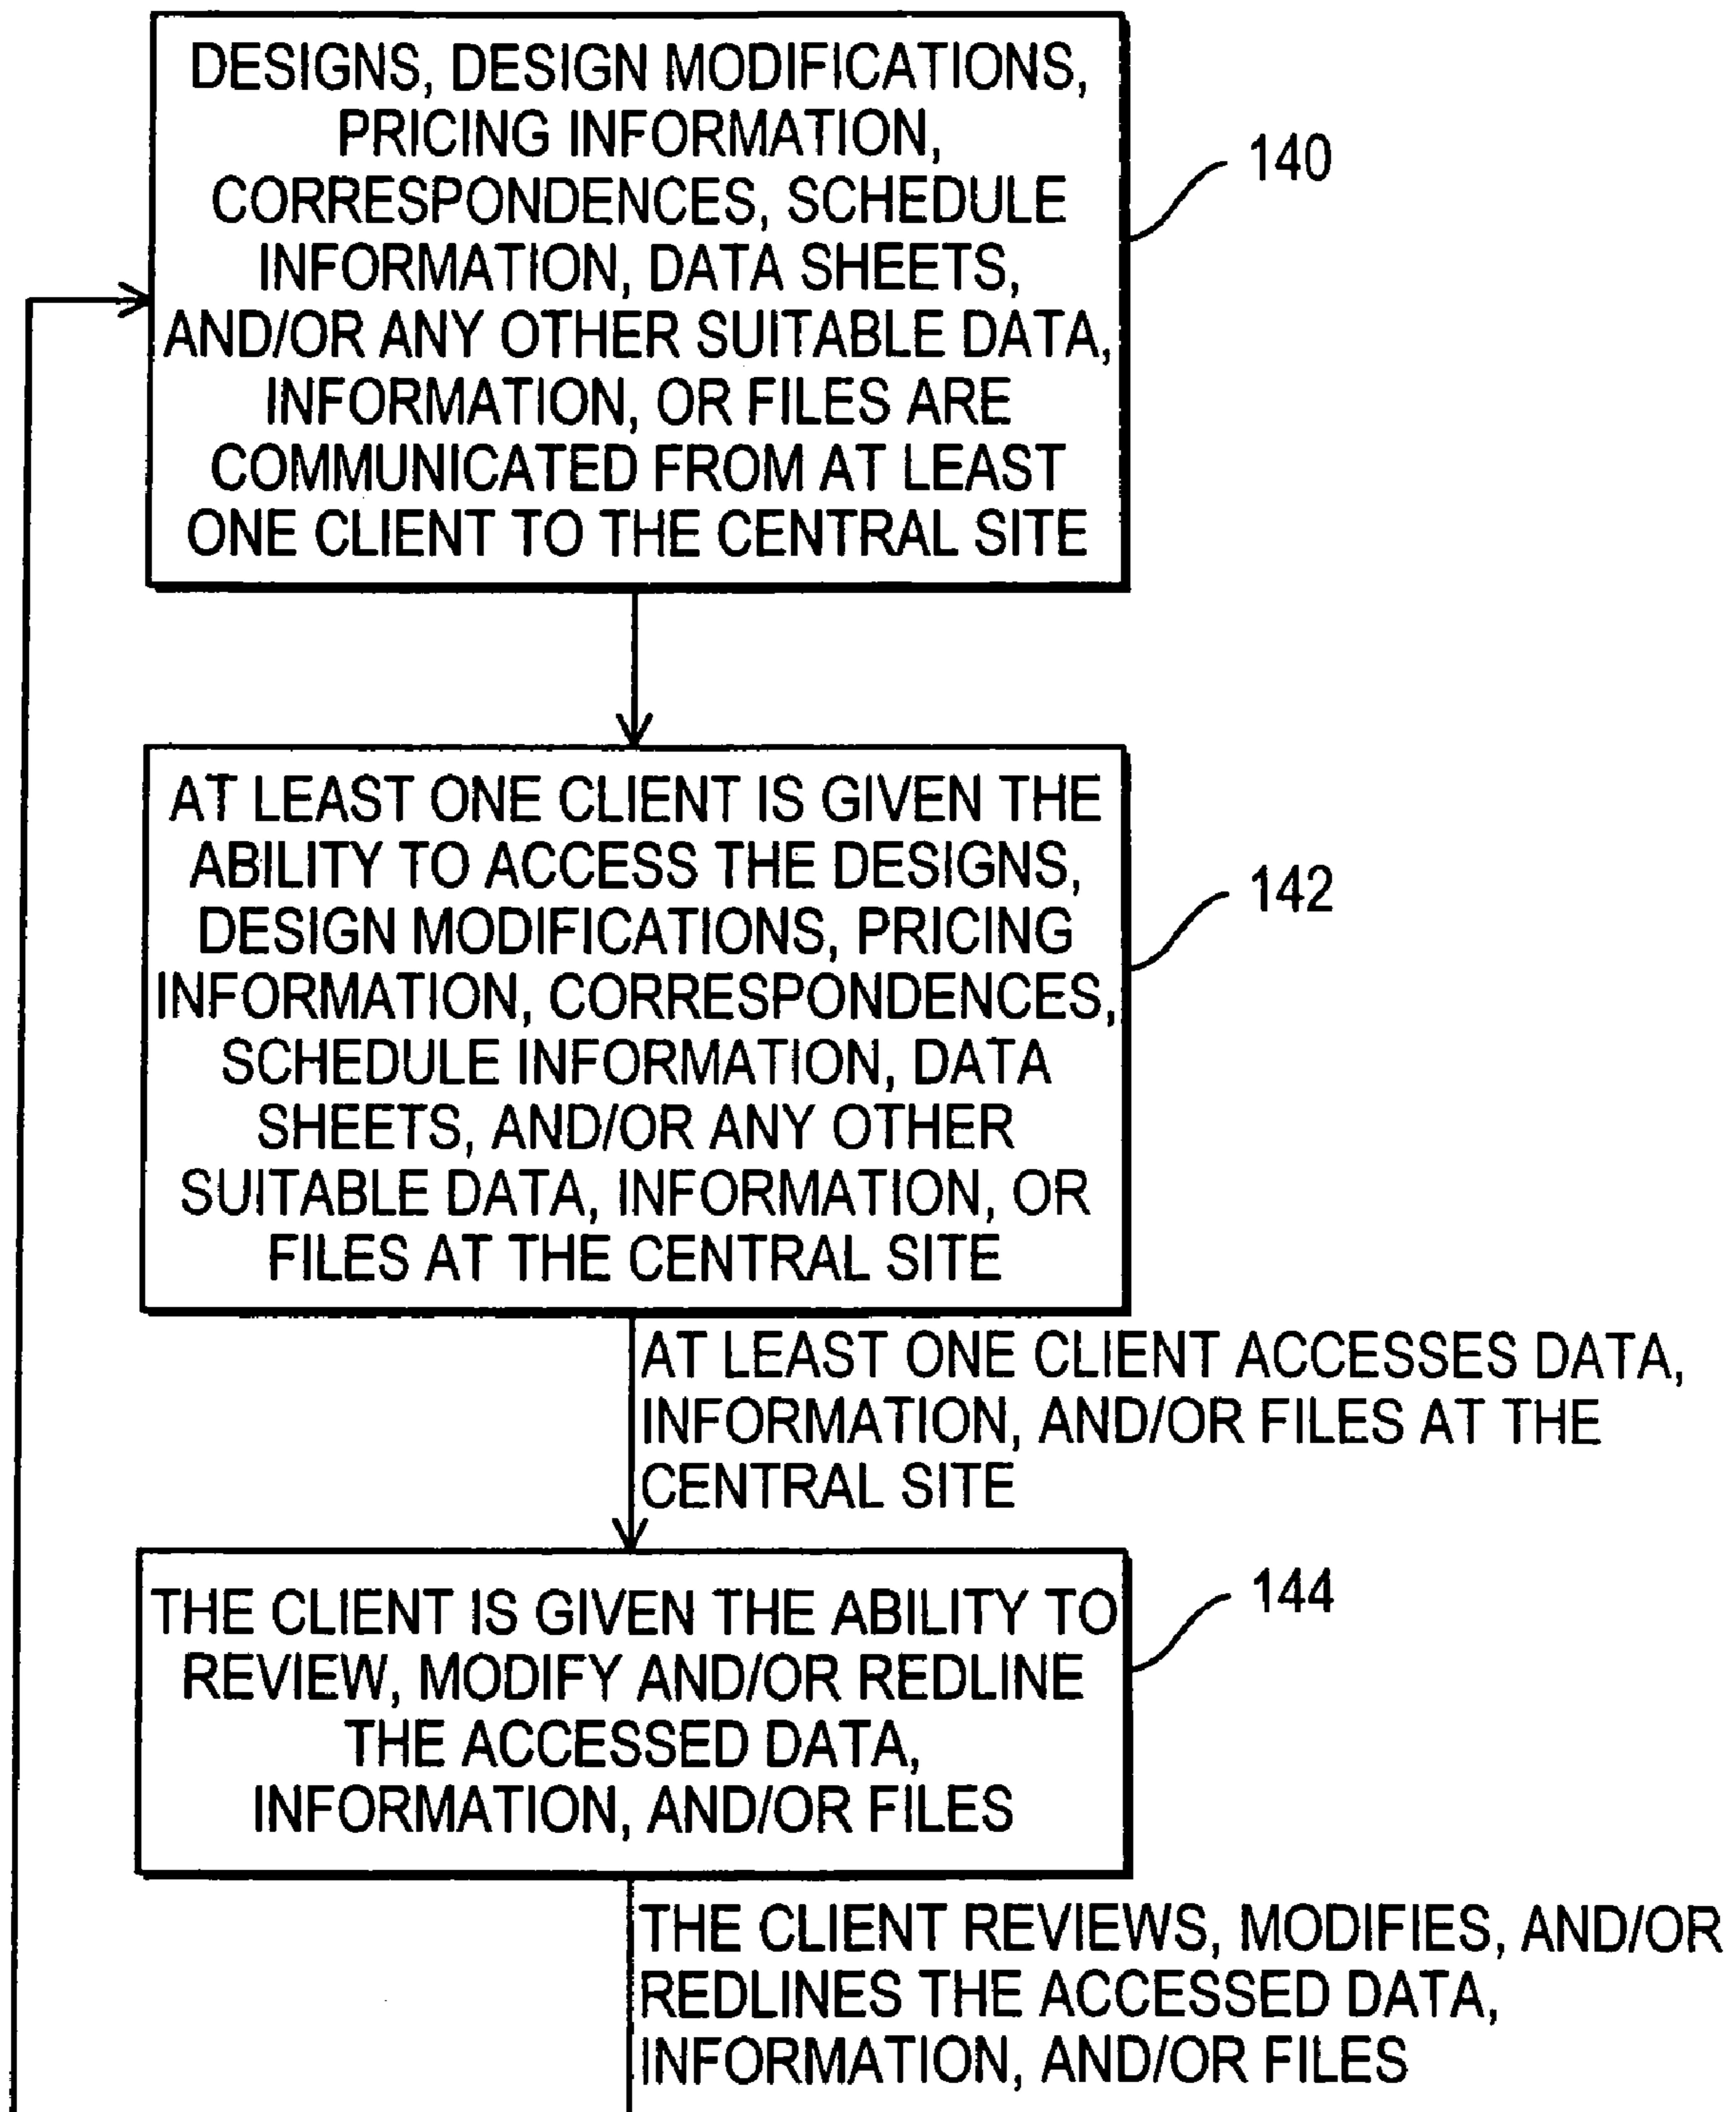 DESIGNS, DESIGN MODIFICATIONS,
PRICING INFORMATION,
CORRESPONDENCES, SCHEDULE
INFORMATION, DATA SHEETS,
AND/OR ANY OTHER SUITABLE DATA,
INFORMATION, OR FILES ARE
COMMUNICATED FROM AT LEAST
ONE CLIENT TO THE CENTRAL SITE
140
AT LEAST ONE CLIENT IS GIVEN THE
ABILITY TO ACCESS THE DESIGNS,
DESIGN MODIFICATIONS, PRICING
INFORMATION, CORRESPONDENCES,
SCHEDULE INFORMATION, DATA
SHEETS, AND/OR ANY OTHER
SUITABLE DATA, INFORMATION, OR
FILES AT THE CENTRAL SITE
142
AT LEAST ONE CLIENT ACCESSES DATA,
INFORMATION, AND/OR FILES AT THE
CENTRAL SITE
THE CLIENT IS GIVEN THE ABILITY TO
REVIEW, MODIFY AND/OR REDLINE
THE ACCESSED DATA,
INFORMATION, AND/OR FILES
144
THE CLIENT REVIEWS, MODIFIES, AND/OR
REDLINES THE ACCESSED DATA,
INFORMATION, AND/OR FILES